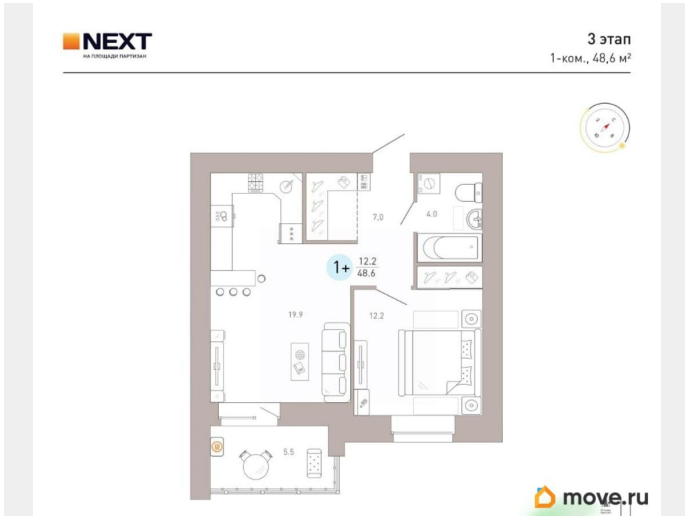 NEXT
НА ПЛОЩАДИ ПАРТИЗАН
3 этап
1-ком., 48,6 м²
7.0
4.0
1+
12.2
48.6
19.9
12.2
5.5
move.ru